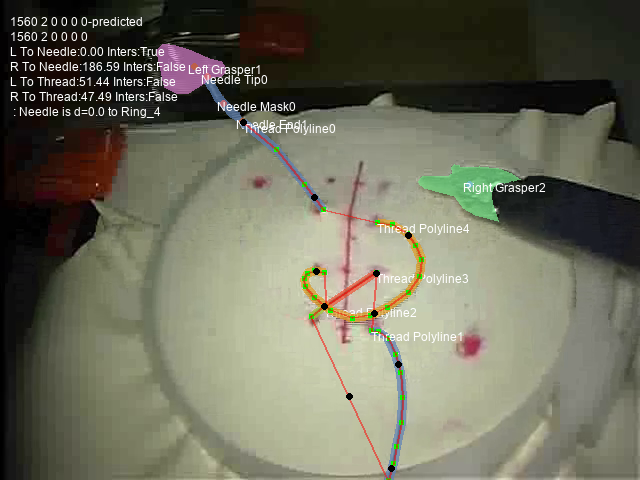 1560 2 0 0 0 0-predicted
1560 2 0 0 0 0
L To Needle:0.00 Inters:True
R To Needle:186.59 Inters:False
L To Thread:51.44 Inters:False
R To Thread:47.49 Inters:False
: Needle is d=0.0 to Ring_4
Left Grasper1
Needle Tip0
Needle Mask0
Needle End1
Thread Polyline0
Right Grasper2
Thread Polyline4
Thread Polyline3
Thread Polyline2
Thread Polyline1